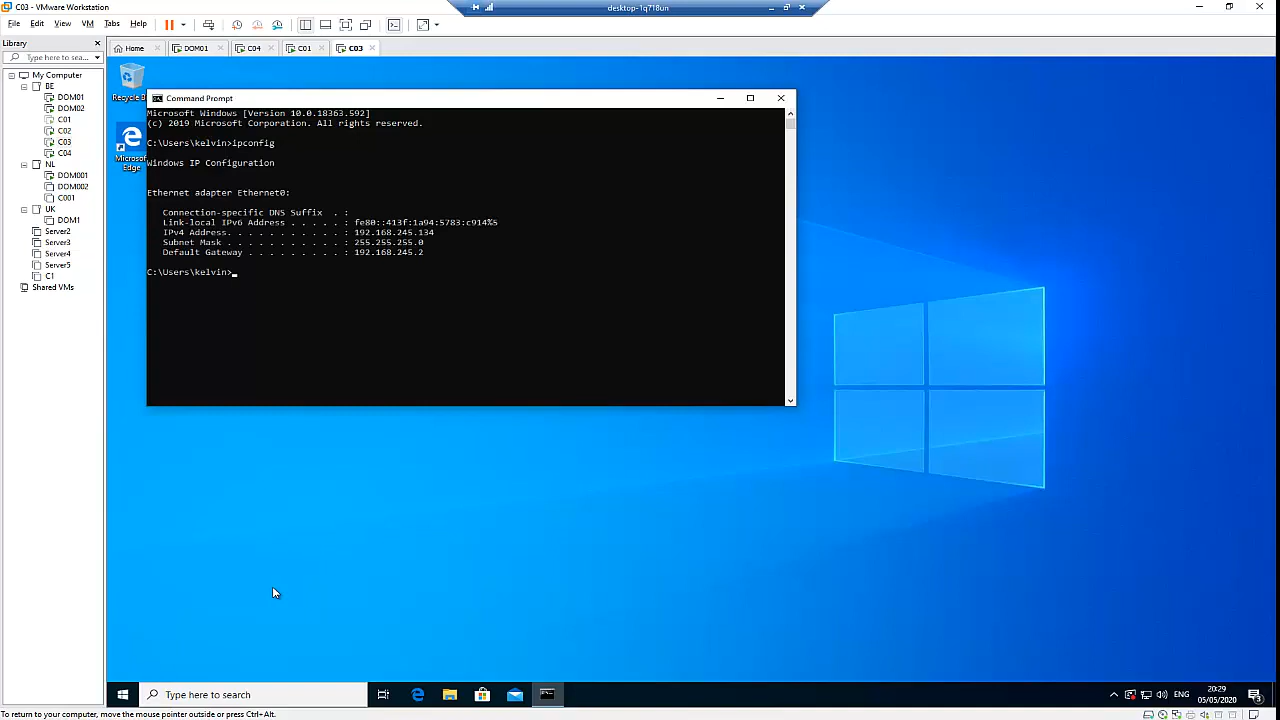 C03 - VMware Workstation
desktop-1q718un
File Edit View VM Tabs Help
Library
Type here to sea...
Home DOM01 C04 C01 C03
My Computer
BE
DOM01
DOM02
C01
C02
C03
C04
NL
DOM001
DOM002
C001
UK
DOM1
Server2
Server3
Server4
Server5
C1
Shared VMs
Recycle B
Microsof
Edge
Command Prompt
Microsoft Windows [Version 10.0.18363.592]
(c) 2019 Microsoft Corporation. All rights reserved.
C:\Users\kelvin>ipconfig
Windows IP Configuration
Ethernet adapter Ethernet0:
Connection-specific DNS Suffix . :
Link-local IPv6 Address . . . . . : fe80::413f:1a94:5783:c914%5
IPv4 Address. . . . . . . . . . . : 192.168.245.134
Subnet Mask . . . . . . . . . . . : 255.255.255.0
Default Gateway . . . . . . . . . : 192.168.245.2
C:\Users\kelvin>_
Type here to search
ENG
20:29
05/05/2020
To return to your computer, move the mouse pointer outside or press Ctrl+Alt.